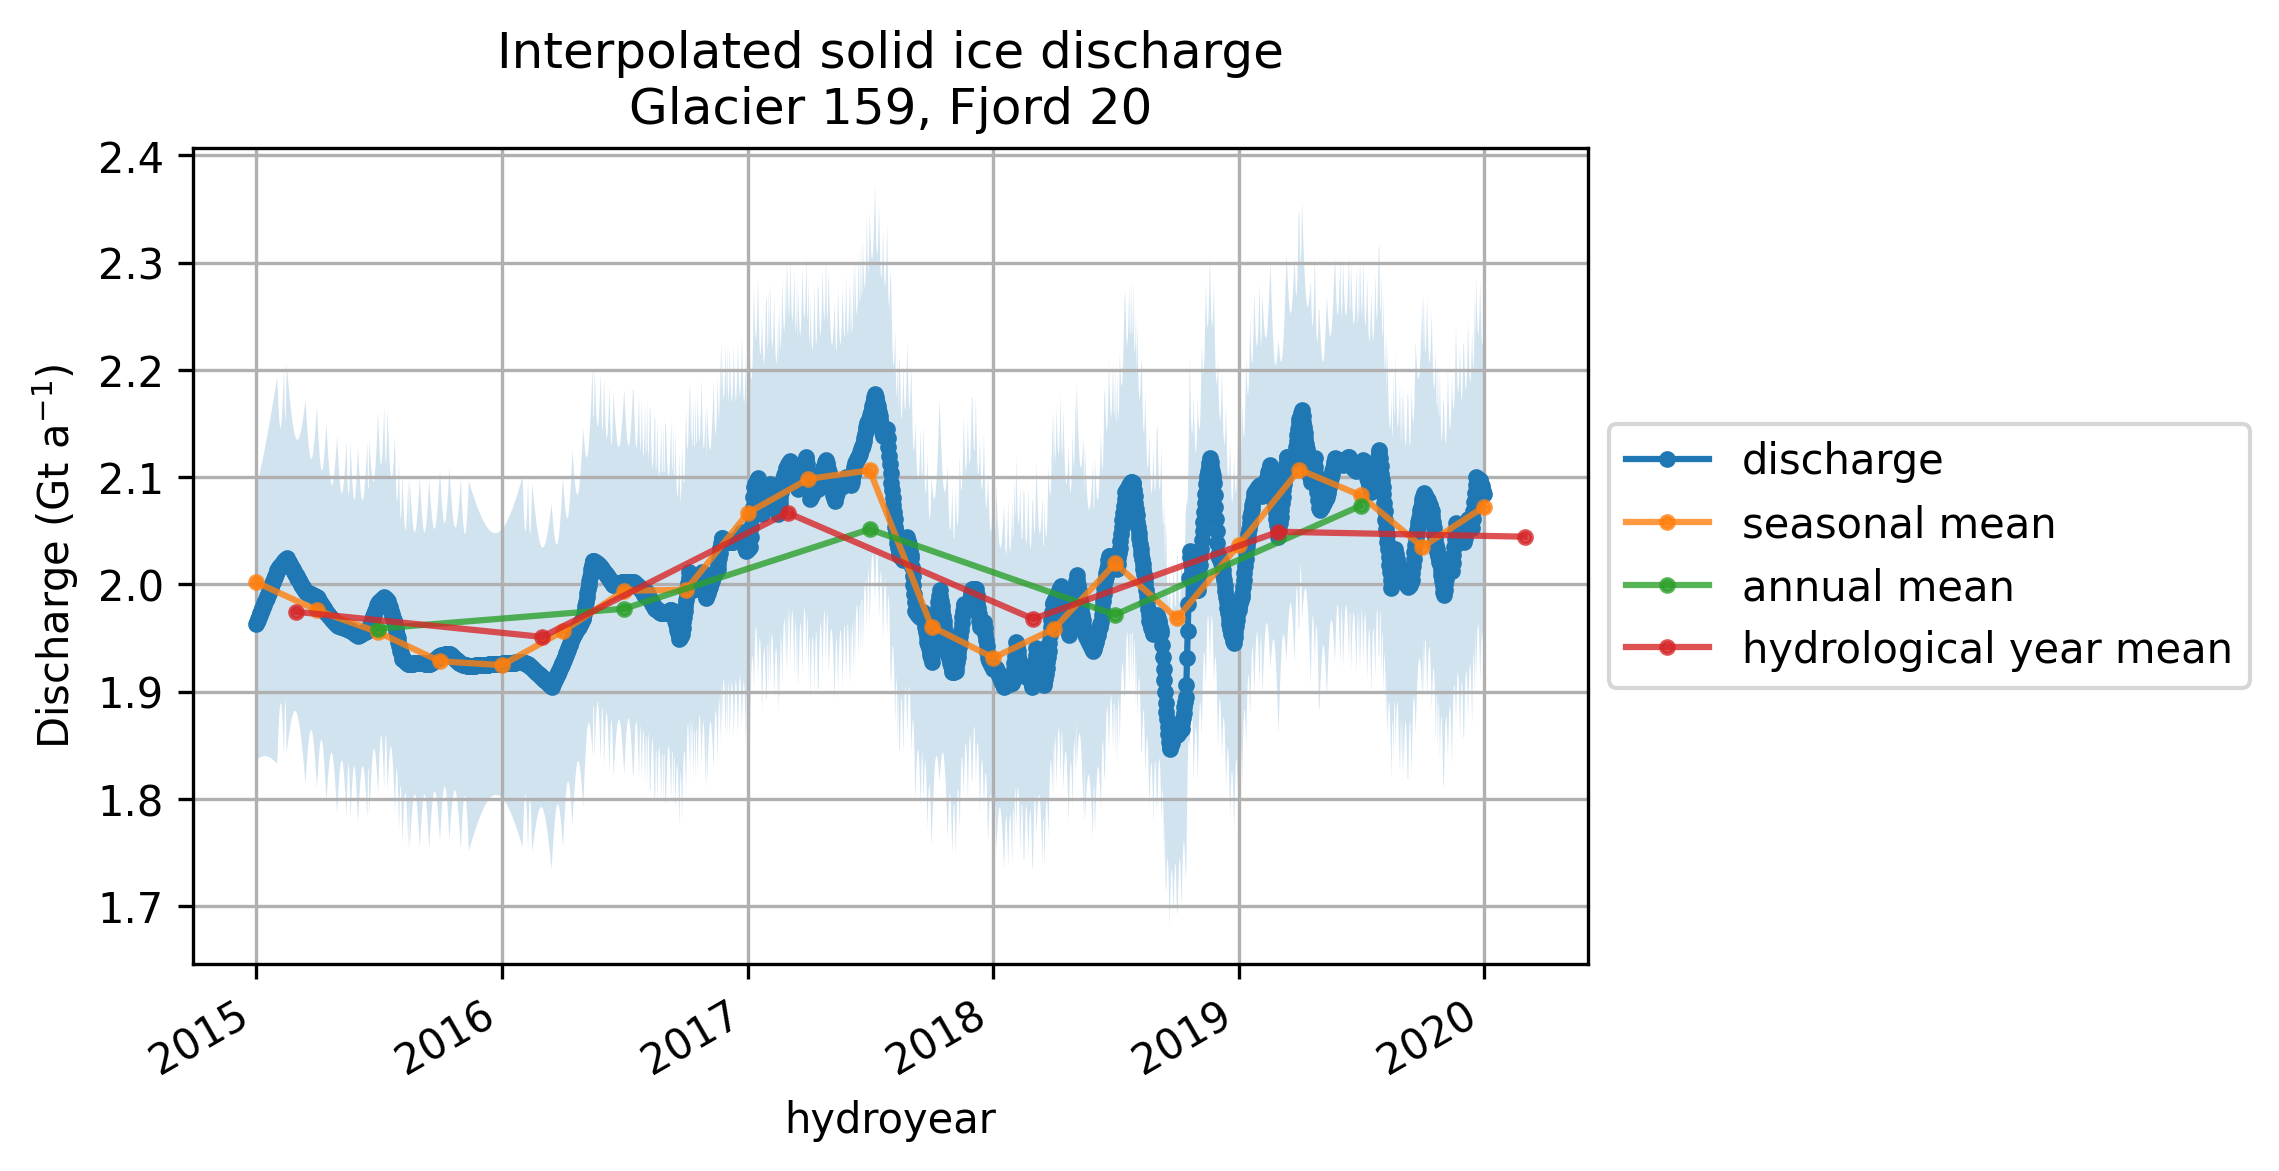 Interpolated solid ice discharge
Glacier 159, Fjord 20
2.4
2.3
2.2
2.1
2.0
1.9
1.8
1.7
Discharge (Gt a⁻¹)
2015
2016
2017
2018
2019
2020
hydroyear
discharge
seasonal mean
annual mean
hydrological year mean